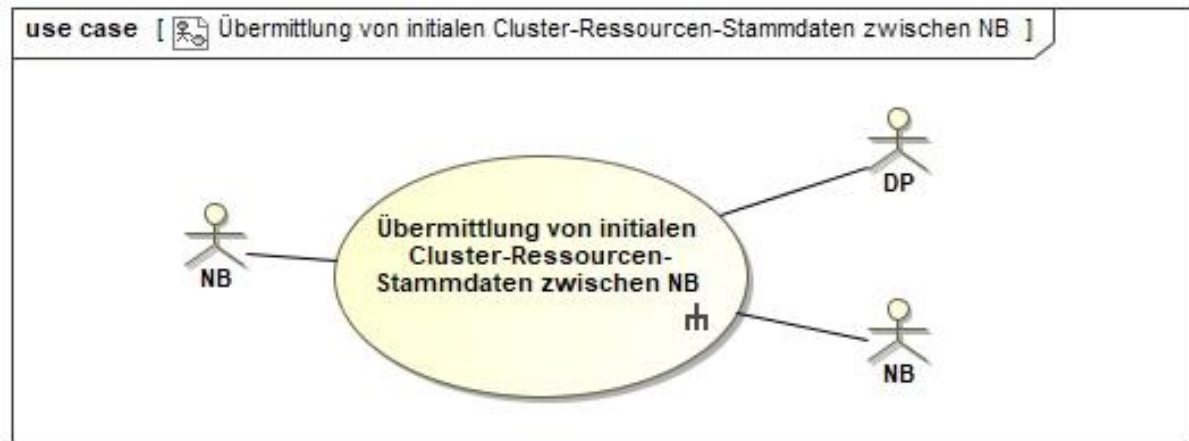 use case [ Übermittlung von initialen Cluster-Ressourcen-Stammdaten zwischen NB ]
DP
Übermittlung von initialen
Cluster-Ressourcen-
Stammdaten zwischen NB
NB
NB